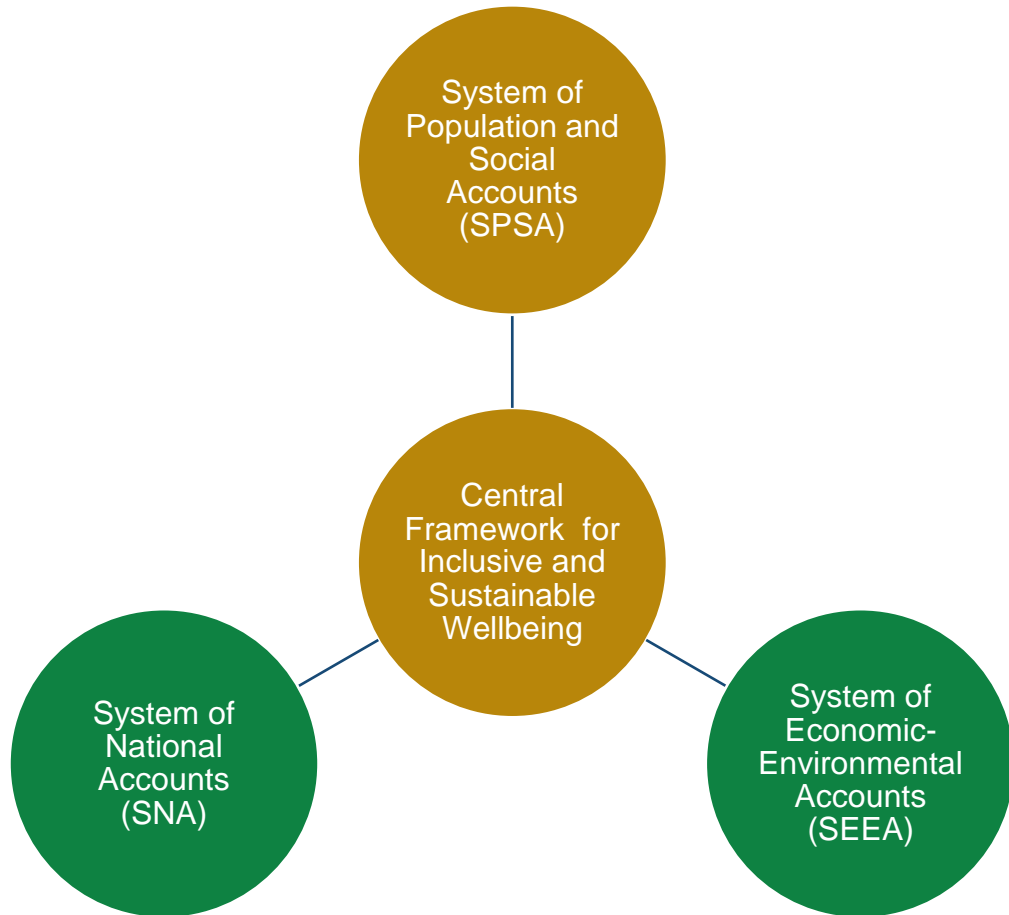 System of
Population and
Social
Accounts
(SPSA)
Central
Framework for
Inclusive and
Sustainable
Wellbeing
System of
National
Accounts
(SNA)
System of
Economic-
Environmental
Accounts
(SEEA)